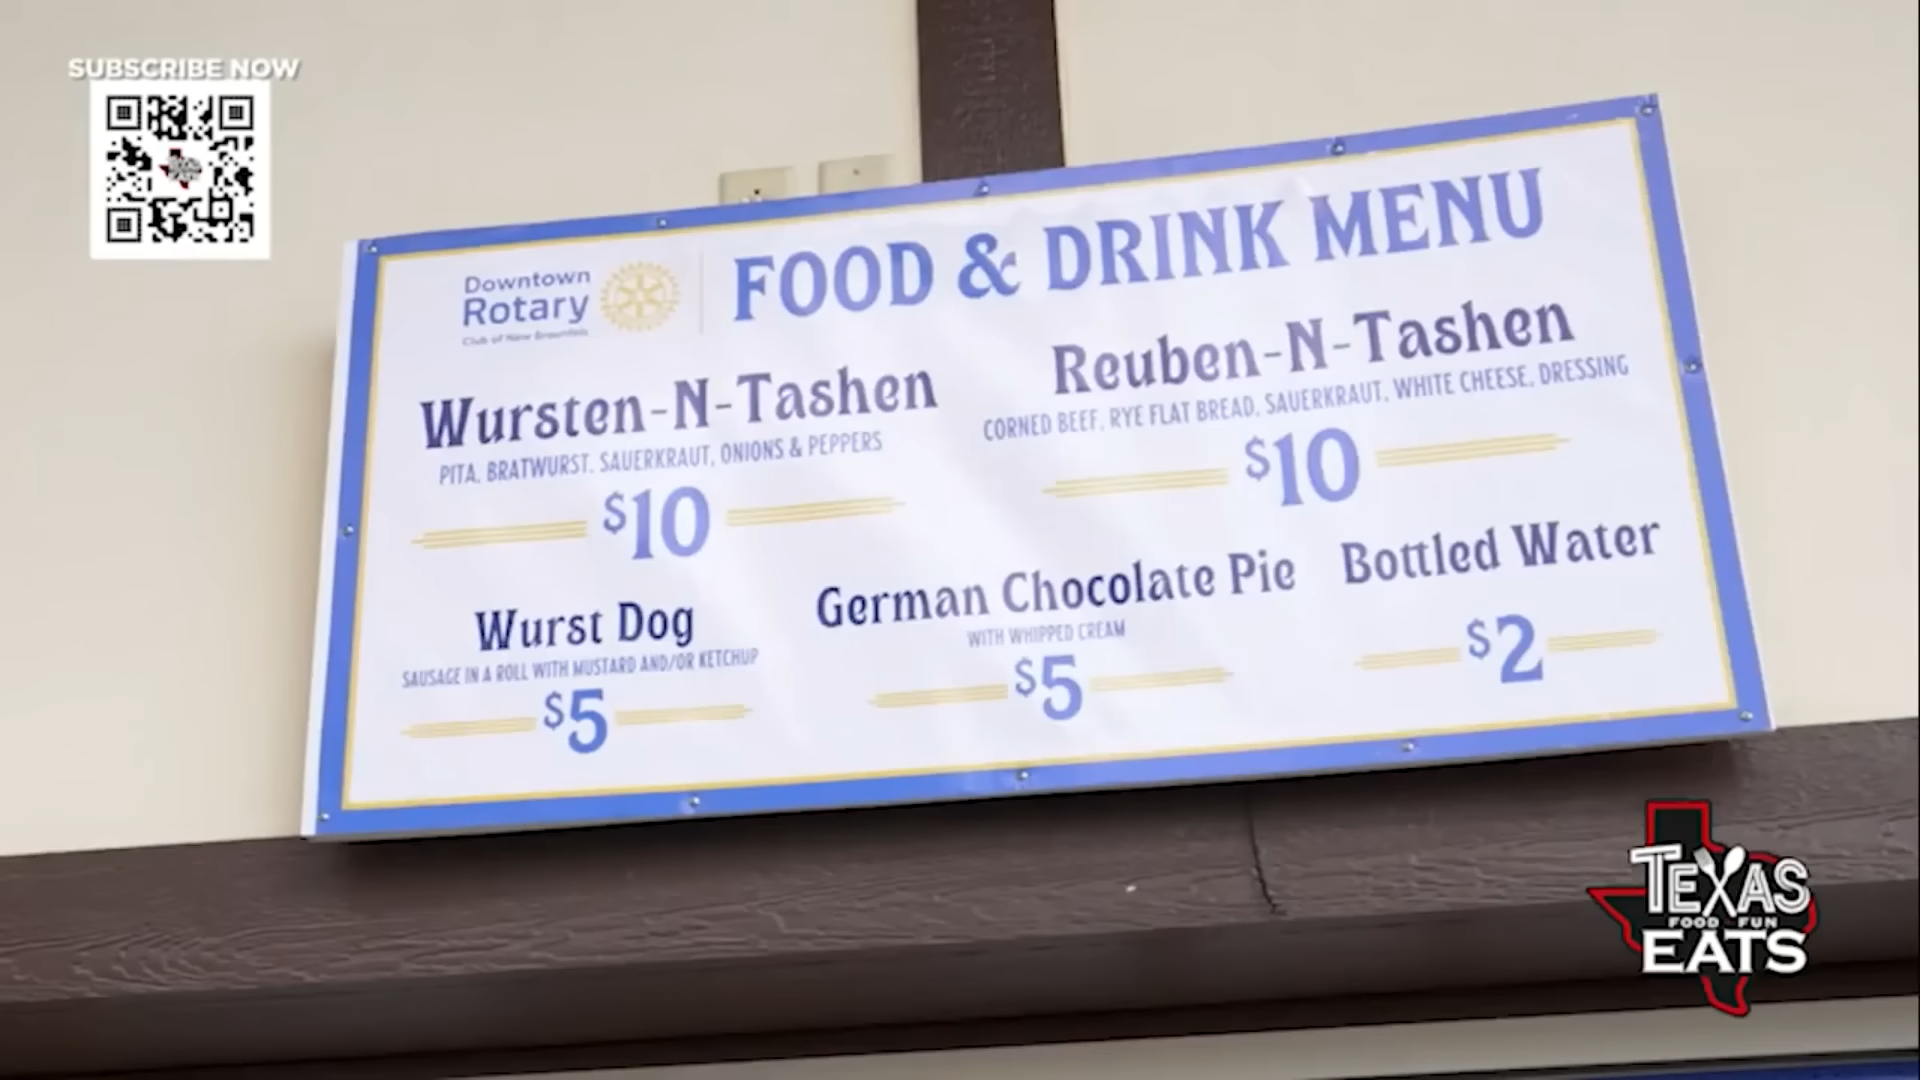 SUBSCRIBE NOW
Downtown
Rotary
Club of New Braunfels
FOOD & DRINK MENU
Wursten-N-Tashen
PITA, BRATWURST, SAUERKRAUT, ONIONS & PEPPERS
$10
Reuben-N-Tashen
CORNED BEEF, RYE FLAT BREAD, SAUERKRAUT, WHITE CHEESE, DRESSING
$10
Wurst Dog
SAUSAGE IN A ROLL WITH MUSTARD AND/OR KETCHUP
$5
German Chocolate Pie
WITH WHIPPED CREAM
$5
Bottled Water
$2
TEXAS
FOOD FUN
EATS